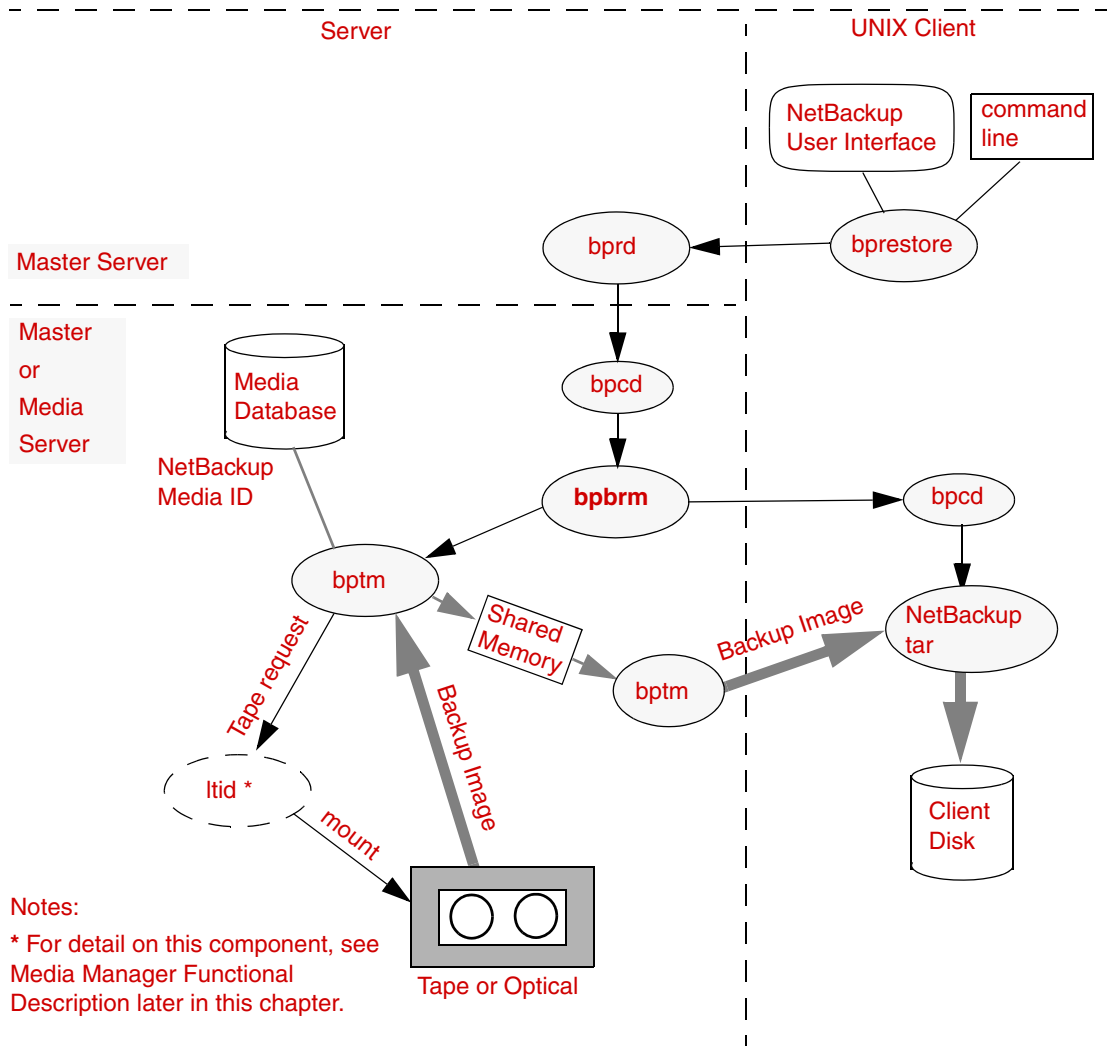 Server
UNIX Client
NetBackup
User Interface
command
line
bprd
bprestore
Master Server
Master
or
Media
Server
Media
Database
bpcd
NetBackup
Media ID
bpbrm
bpcd
bptm
Shared
Memory
Backup Image
NetBackup
tar
bptm
Tape request
Backup Image
ltid *
mount
Client
Disk
Tape or Optical
Notes:
* For detail on this component, see
Media Manager Functional
Description later in this chapter.